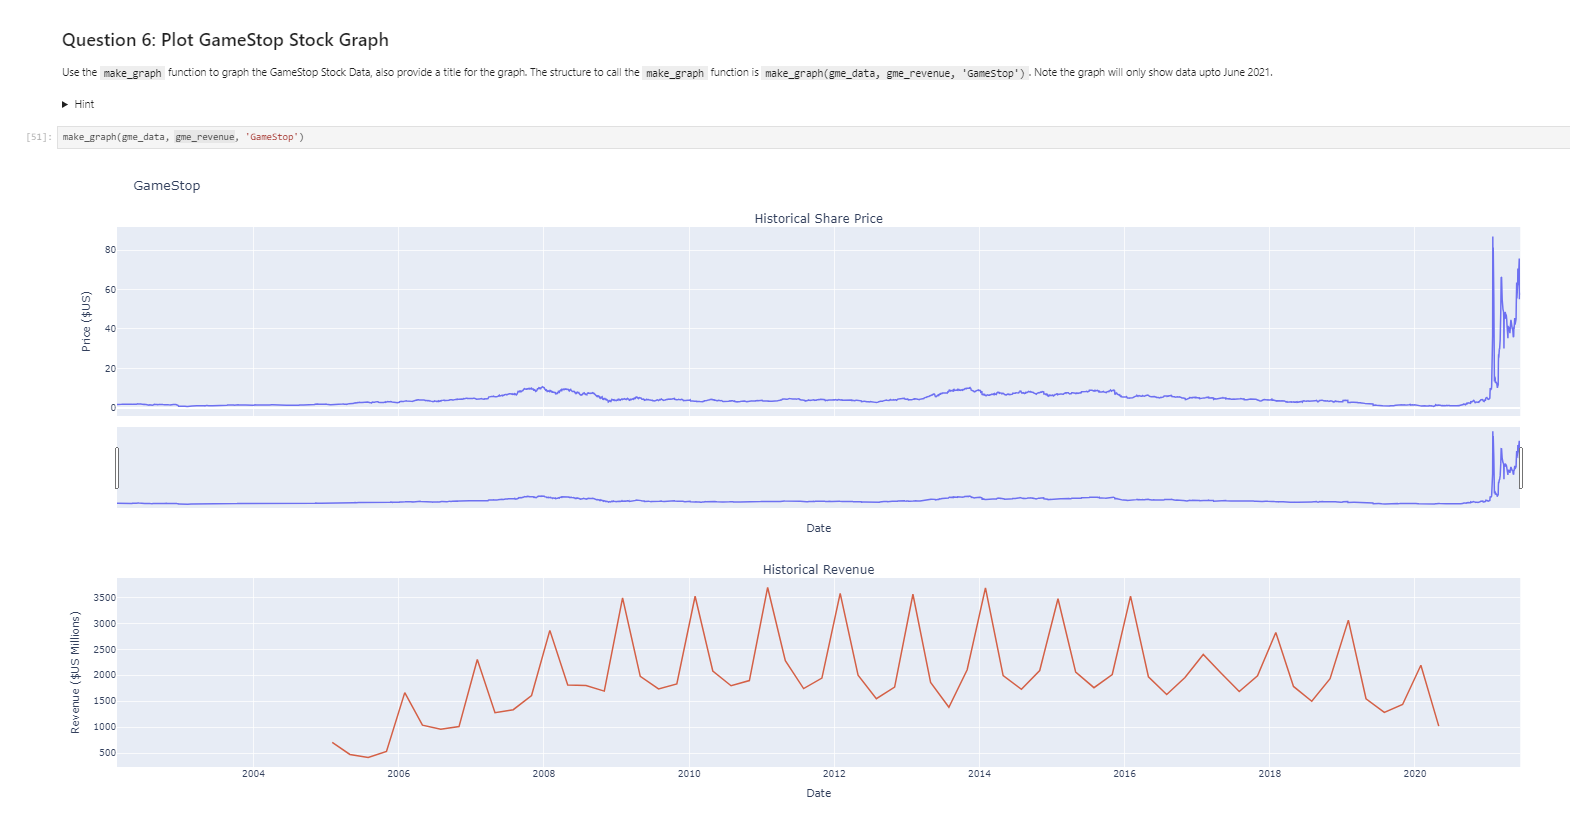 Question 6: Plot GameStop Stock Graph
Use the make_graph function to graph the GameStop Stock Data, also provide a title for the graph. The structure to call the make_graph function is make_graph(gme_data, gme_revenue, 'GameStop'). Note the graph will only show data upto June 2021.
Hint
[51]: make_graph(gme_data, gme_revenue, 'GameStop')
GameStop
Historical Share Price
80
60
40
20
0
Price ($US)
Date
Historical Revenue
3500
3000
2500
2000
1500
1000
500
Revenue ($US Millions)
2004 2006 2008 2010 2012 2014 2016 2018 2020
Date